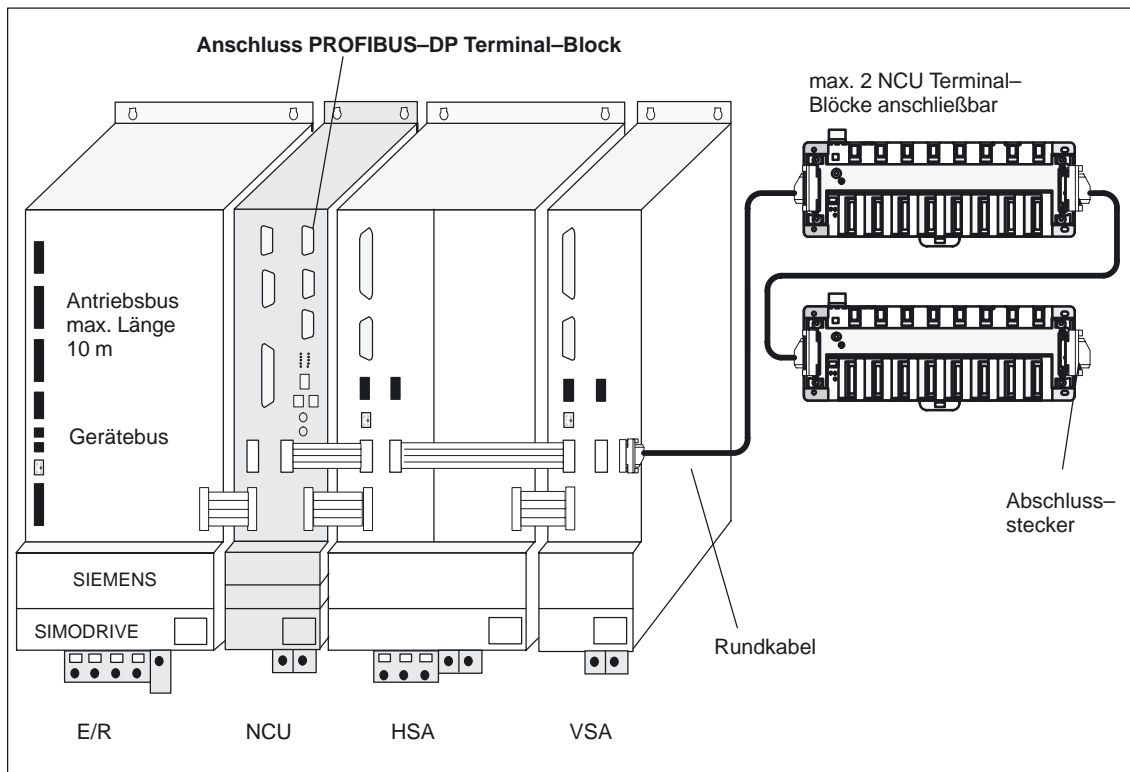 Anschluss PROFIBUS–DP Terminal–Block
max. 2 NCU Terminal–
Blöcke anschließbar
Antriebsbus
max. Länge
10 m
Gerätebus
Abschluss–
stecker
SIEMENS
SIMODRIVE
Rundkabel
E/R
NCU
HSA
VSA